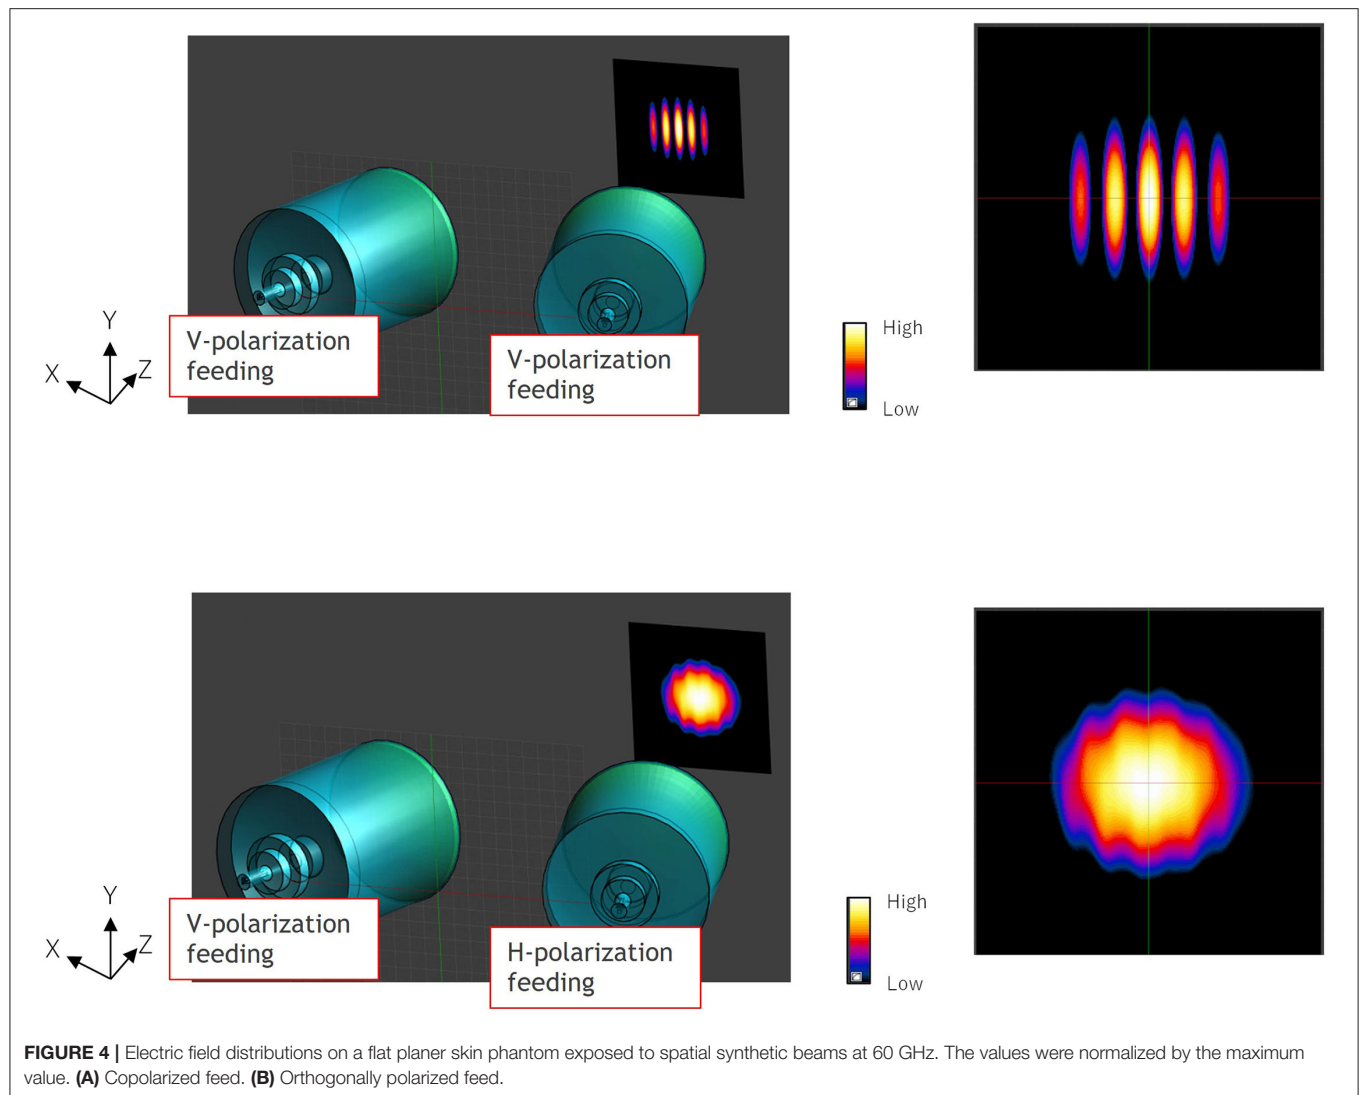 V-polarization
feeding
V-polarization
feeding
Y
X
Z
High
Low
V-polarization
feeding
H-polarization
feeding
Y
X
Z
High
Low
FIGURE 4 | Electric field distributions on a flat planer skin phantom exposed to spatial synthetic beams at 60 GHz. The values were normalized by the maximum
value. (A) Copolarized feed. (B) Orthogonally polarized feed.